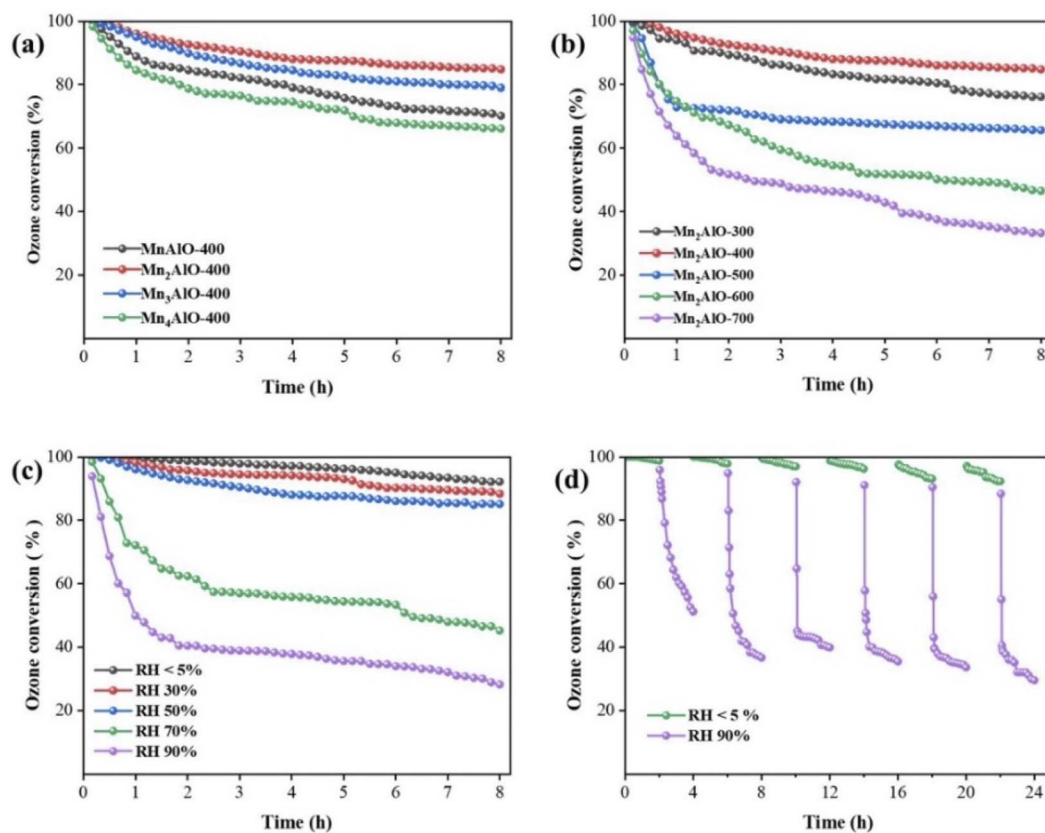 (a)
Ozone conversion (%)
100
80
60
40
20
MnAlO-400
Mn₂AlO-400
Mn₃AlO-400
Mn₄AlO-400
0 1 2 3 4 5 6 7 8
Time (h)
(b)
Ozone conversion (%)
100
80
60
40
20
Mn₂AlO-300
Mn₂AlO-400
Mn₂AlO-500
Mn₂AlO-600
Mn₂AlO-700
0 1 2 3 4 5 6 7 8
Time (h)
(c)
Ozone conversion ( % )
100
80
60
40
20
RH < 5%
RH 30%
RH 50%
RH 70%
RH 90%
0 1 2 3 4 5 6 7 8
Time (h)
(d)
Ozone conversion ( % )
100
80
60
40
20
RH < 5 %
RH 90%
0 4 8 12 16 20 24
Time (h)